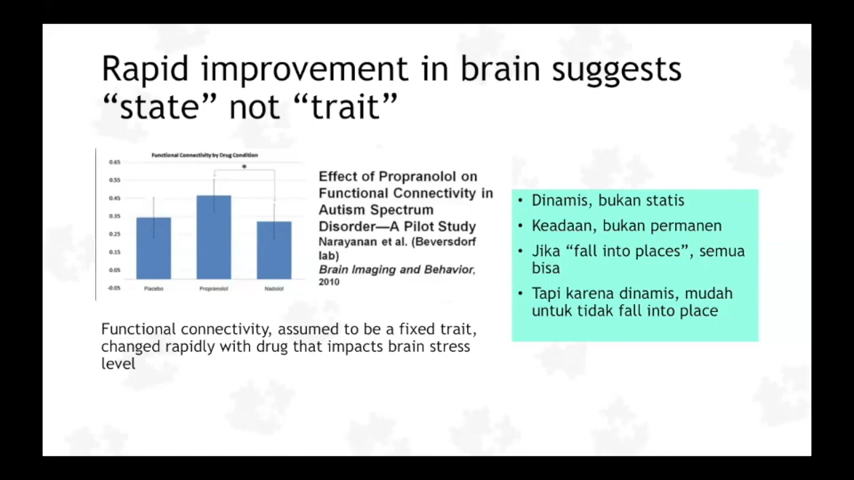 Rapid improvement in brain suggests
“state” not “trait”
Functional Connectivity by Drug Condition
0.65
0.55
0.45
0.35
0.25
0.15
0.05
-0.05
*
Placebo
Propranolol
Nadolol
Effect of Propranolol on
Functional Connectivity in
Autism Spectrum
Disorder—A Pilot Study
Narayanan et al. (Beversdorf
lab)
Brain Imaging and Behavior,
2010
Functional connectivity, assumed to be a fixed trait,
changed rapidly with drug that impacts brain stress
level
• Dinamis, bukan statis
• Keadaan, bukan permanen
• Jika “fall into places”, semua
bisa
• Tapi karena dinamis, mudah
untuk tidak fall into place